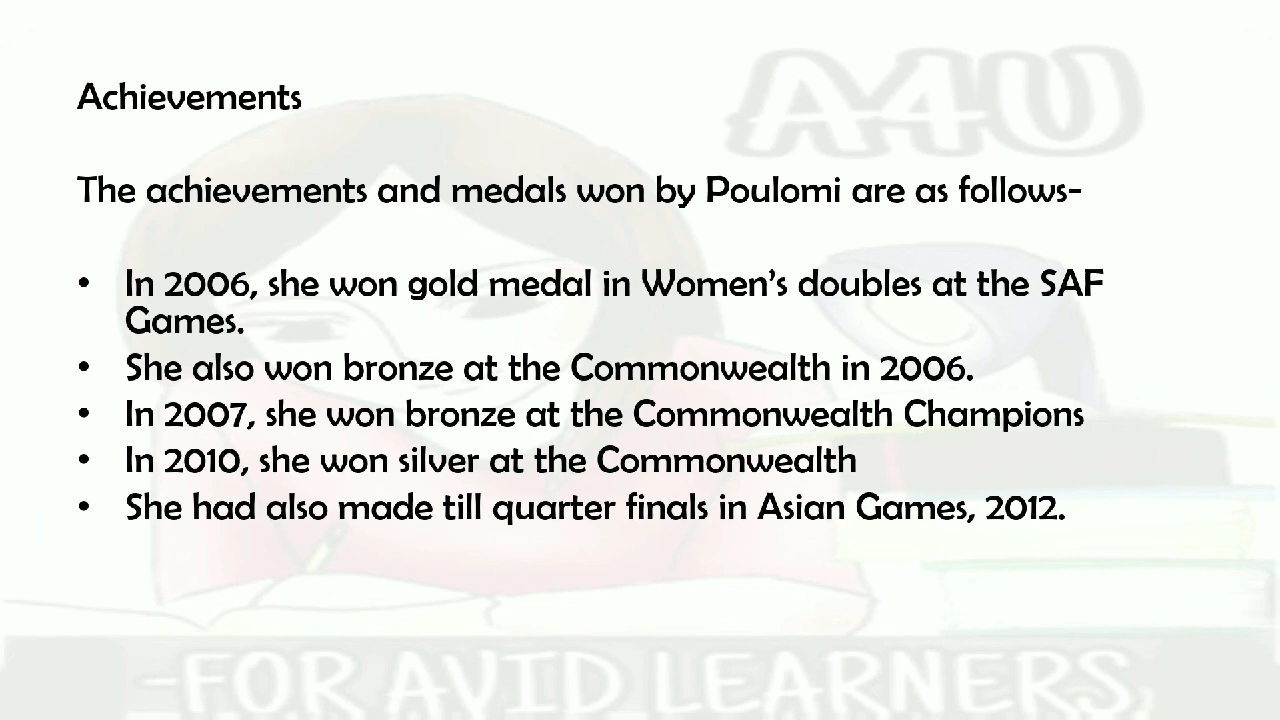 A4U
Achievements
The achievements and medals won by Poulomi are as follows-
• In 2006, she won gold medal in Women’s doubles at the SAF
Games.
• She also won bronze at the Commonwealth in 2006.
• In 2007, she won bronze at the Commonwealth Champions
• In 2010, she won silver at the Commonwealth
• She had also made till quarter finals in Asian Games, 2012.
-FOR AVID LEARNERS,